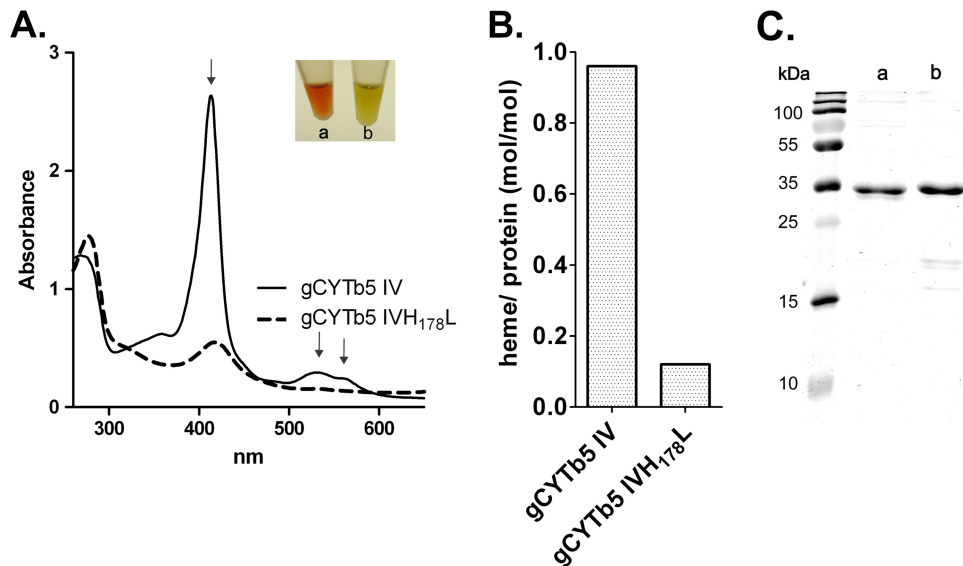 A.
3
2
1
0
Absorbance
300 400 500 600
nm
a b
gCYTb5 IV
gCYTb5 IVH₁₇₈L
B.
1.0
0.8
0.6
0.4
0.2
0.0
heme/ protein (mol/mol)
gCYTb5 IV
gCYTb5 IVH₁₇₈L
C.
kDa a b
100
55
35
25
15
10